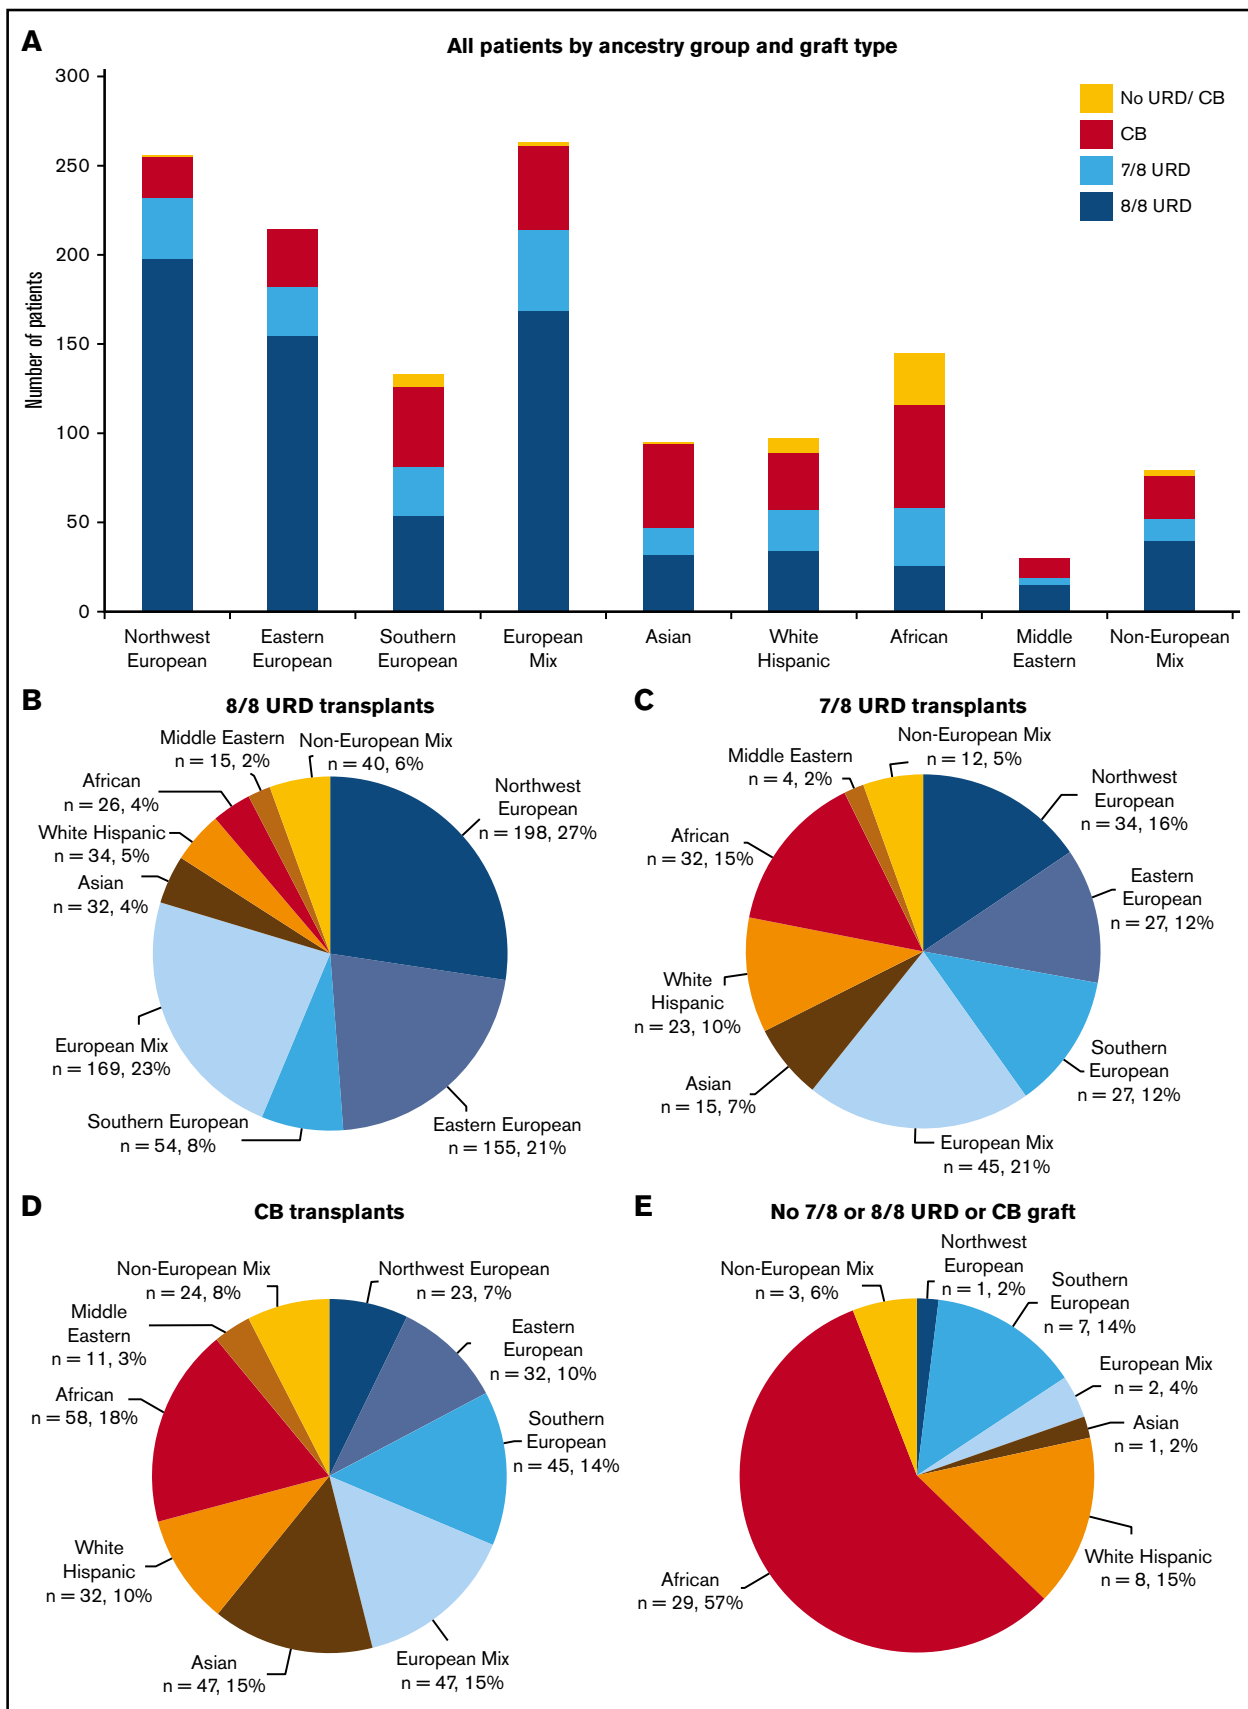 A
All patients by ancestry group and graft type
300
250
200
150
100
50
0
Number of patients
No URD/ CB
CB
7/8 URD
8/8 URD
Northwest
European
Eastern
European
Southern
European
European
Mix
Asian
White
Hispanic
African
Middle
Eastern
Non-European
Mix
B
8/8 URD transplants
Middle Eastern
n = 15, 2%
Non-European Mix
n = 40, 6%
African
n = 26, 4%
Northwest
European
n = 198, 27%
White Hispanic
n = 34, 5%
Asian
n = 32, 4%
European Mix
n = 169, 23%
Southern European
n = 54, 8%
Eastern European
n = 155, 21%
C
7/8 URD transplants
Non-European Mix
n = 12, 5%
Middle Eastern
n = 4, 2%
Northwest
European
n = 34, 16%
African
n = 32, 15%
Eastern
European
n = 27, 12%
White
Hispanic
n = 23, 10%
Southern
European
n = 27, 12%
Asian
n = 15, 7%
European Mix
n = 45, 21%
D
CB transplants
Non-European Mix
n = 24, 8%
Northwest European
n = 23, 7%
Middle
Eastern
n = 11, 3%
Eastern
European
n = 32, 10%
African
n = 58, 18%
Southern
European
n = 45, 14%
White
Hispanic
n = 32, 10%
Asian
n = 47, 15%
European Mix
n = 47, 15%
E
No 7/8 or 8/8 URD or CB graft
Northwest
European
n = 1, 2%
Non-European Mix
n = 3, 6%
Southern
European
n = 7, 14%
European Mix
n = 2, 4%
Asian
n = 1, 2%
White Hispanic
n = 8, 15%
African
n = 29, 57%